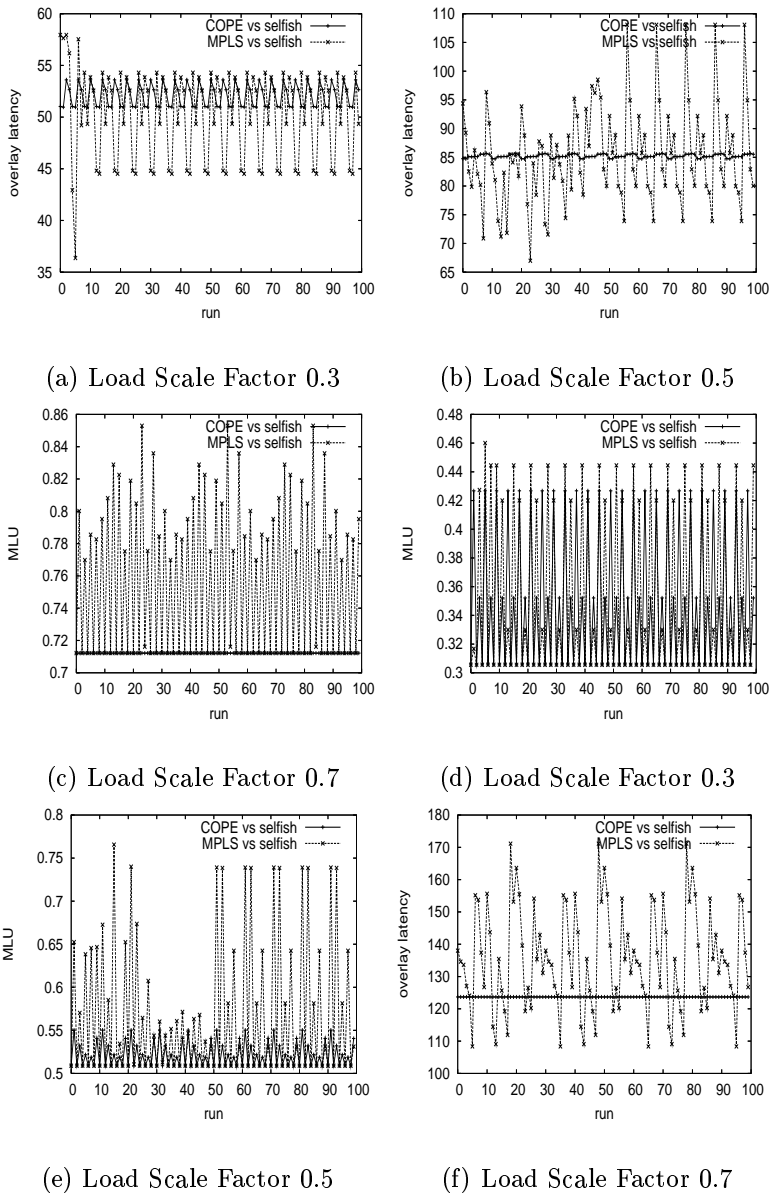 60
55
50
45
40
35
overlay latency
COPE vs selfish
MPLS vs selfish
0 10 20 30 40 50 60 70 80 90 100
run
(a) Load Scale Factor 0.3
110
105
100
95
90
85
80
75
70
65
overlay latency
COPE vs selfish
MPLS vs selfish
0 10 20 30 40 50 60 70 80 90 100
run
(b) Load Scale Factor 0.5
0.86
0.84
0.82
0.8
0.78
0.76
0.74
0.72
0.7
MLU
COPE vs selfish
MPLS vs selfish
0 10 20 30 40 50 60 70 80 90 100
run
(c) Load Scale Factor 0.7
0.48
0.46
0.44
0.42
0.4
0.38
0.36
0.34
0.32
0.3
MLU
COPE vs selfish
MPLS vs selfish
0 10 20 30 40 50 60 70 80 90 100
run
(d) Load Scale Factor 0.3
0.8
0.75
0.7
0.65
0.6
0.55
0.5
MLU
COPE vs selfish
MPLS vs selfish
0 10 20 30 40 50 60 70 80 90 100
run
(e) Load Scale Factor 0.5
180
170
160
150
140
130
120
110
100
overlay latency
COPE vs selfish
MPLS vs selfish
0 10 20 30 40 50 60 70 80 90 100
run
(f) Load Scale Factor 0.7